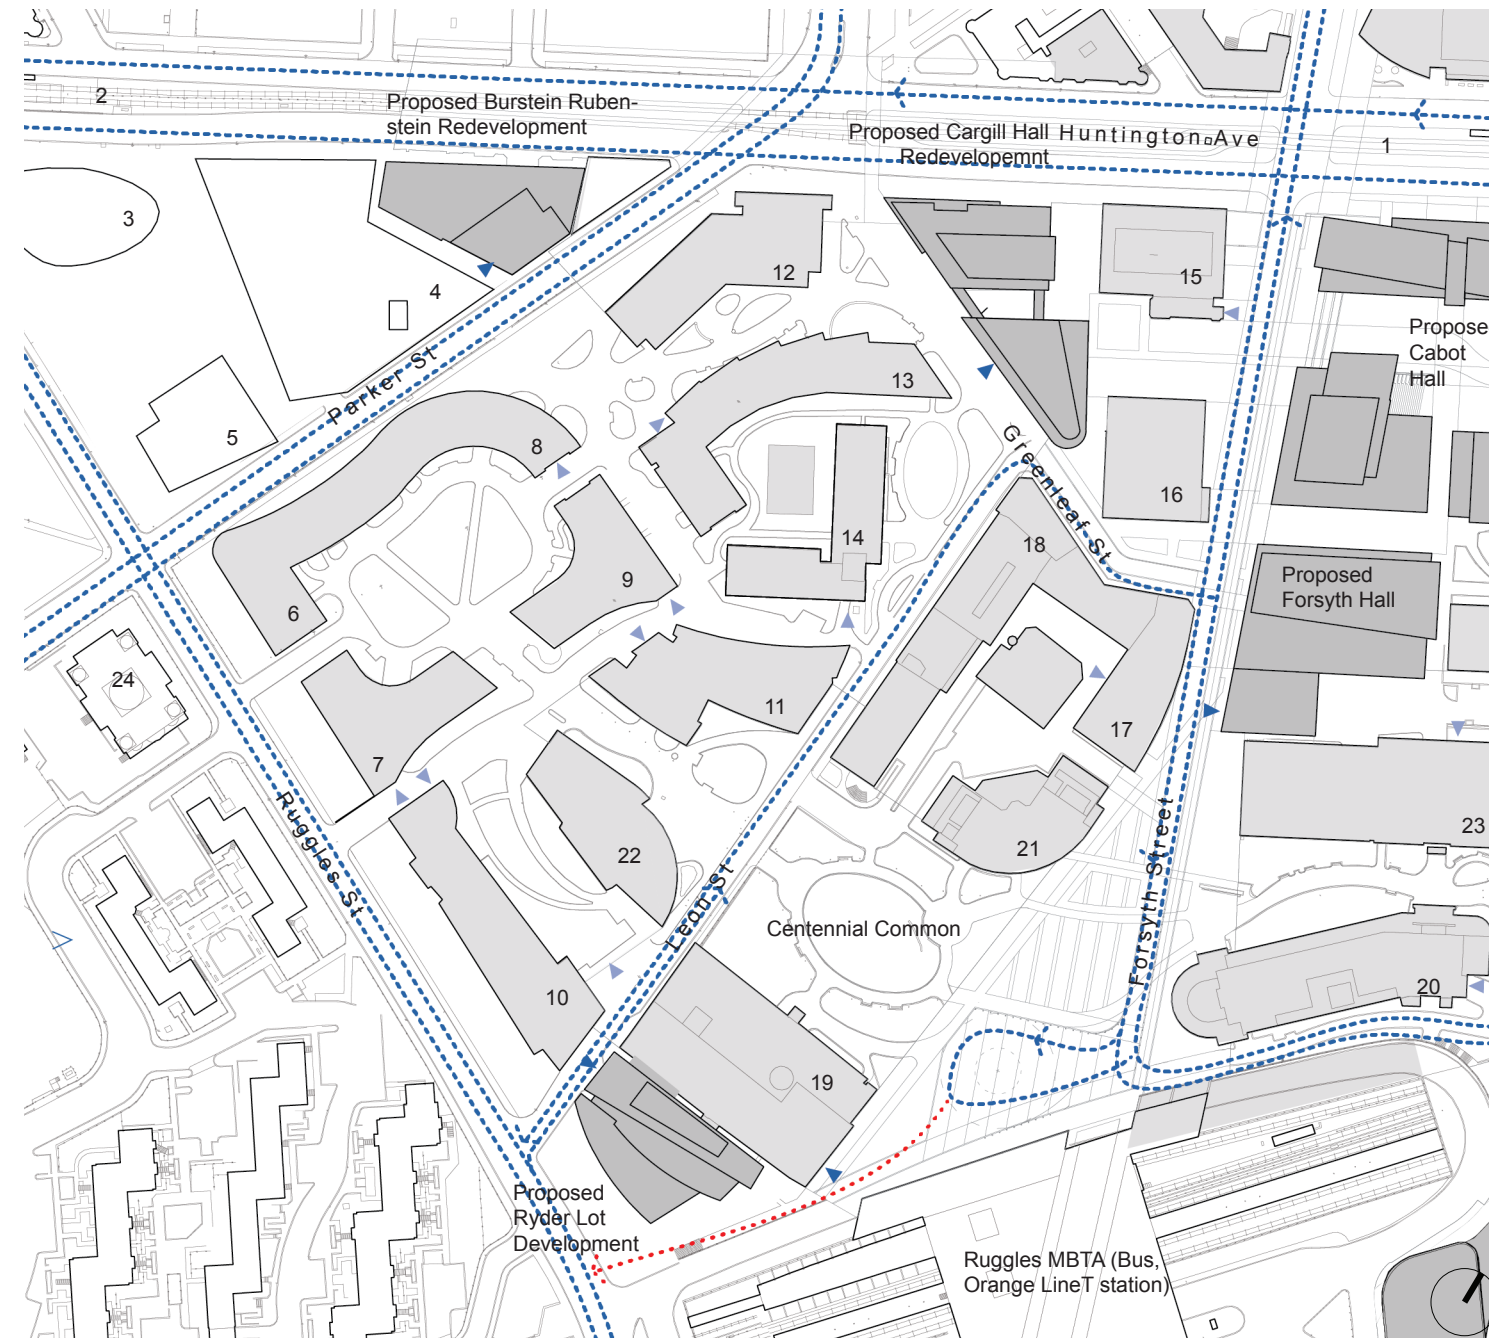 2
Proposed Burstein Ruben-
stein Redevelopment
Proposed Cargill Hall
Redevelopemnt
Huntington Ave
1
3
4
12
15
Propose
Cabot
Hall
Parker St
13
5
8
Greenleaf St
16
14
18
9
6
Proposed
Forsyth Hall
24
11
17
7
Ruggles St
22
21
23
Leon St
Forsyth Street
Centennial Common
10
20
19
Proposed
Ryder Lot
Development
Ruggles MBTA (Bus,
Orange LineT station)